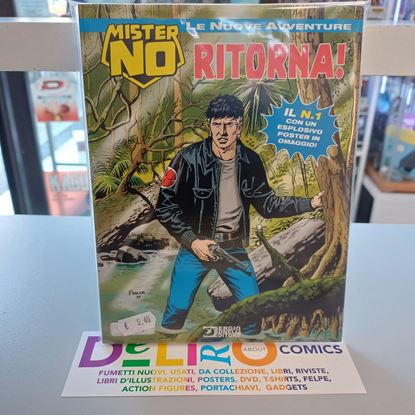 MISTER
NO
LE NUOVE AVVENTURE
RITORNA!
IL N.1
CON UN
ESPLOSIVO
POSTER IN
OMAGGIO!
€ 5,40
SERGIO
BONELLI
EDITORE
DELIRIO ABOUT COMICS
FUMETTI NUOVI, USATI, DA COLLEZIONE, LIBRI, RIVISTE,
LIBRI D'ILLUSTRAZIONI, POSTERS, DVD, T-SHIRTS, FELPE,
ACTION FIGURES, PORTACHIAVI, GADGETS